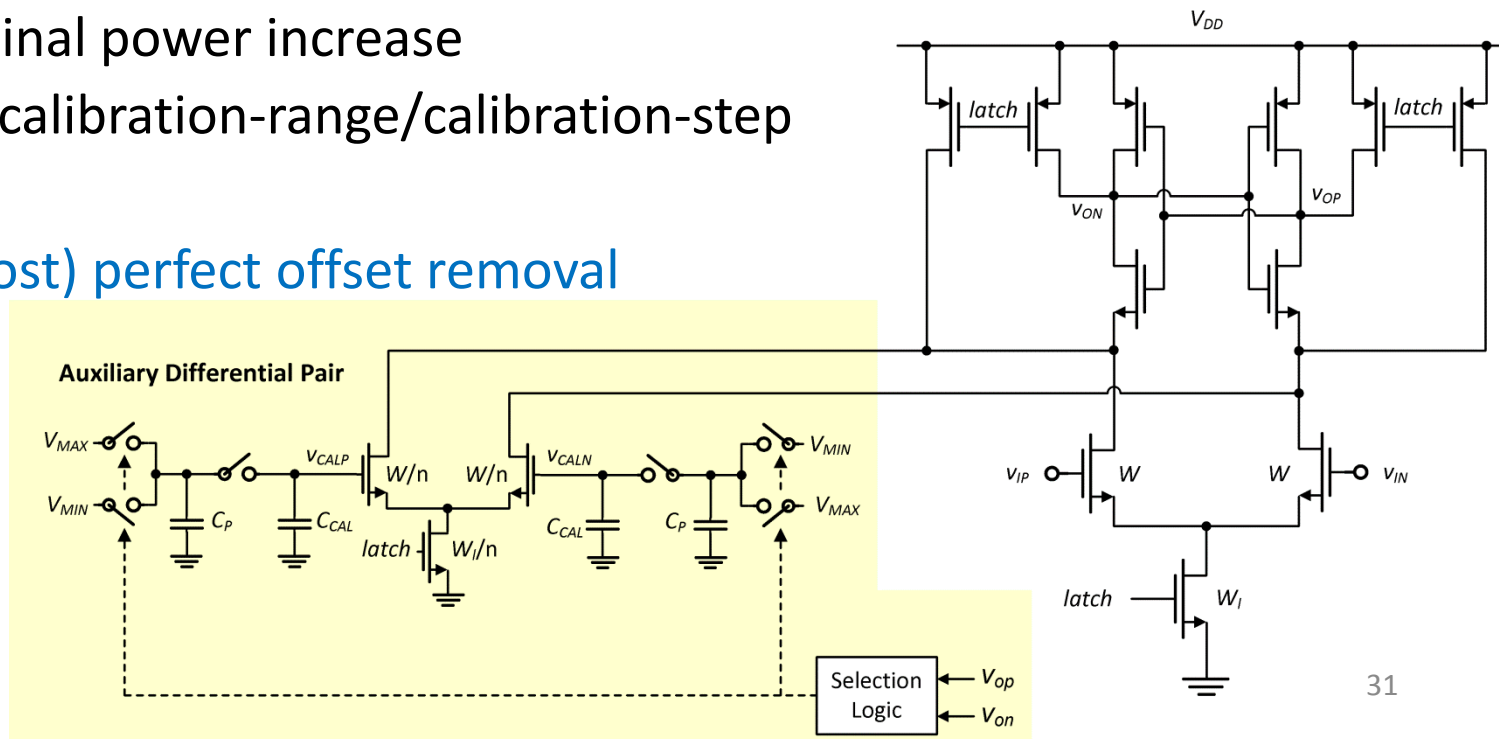 inal power increase
calibration-range/calibration-step
ost) perfect offset removal
V_DD
latch
latch
v_ON
v_OP
Auxiliary Differential Pair
V_MAX
V_MIN
v_CALP
W/n
W/n
v_CALN
V_MIN
V_MAX
C_P
C_CAL
latch
W_I/n
C_CAL
C_P
v_IP
W
W
v_IN
latch
W_I
Selection
Logic
v_op
v_on
31